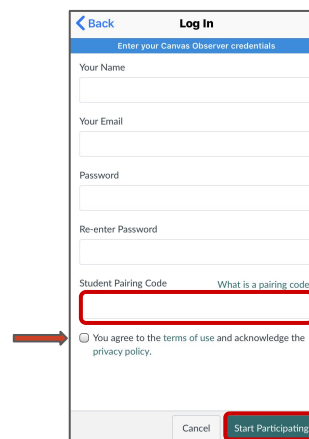 Back
Log In
Enter your Canvas Observer credentials
Your Name
Your Email
Password
Re-enter Password
Student Pairing Code What is a pairing code
You agree to the terms of use and acknowledge the
privacy policy.
Cancel Start Participating